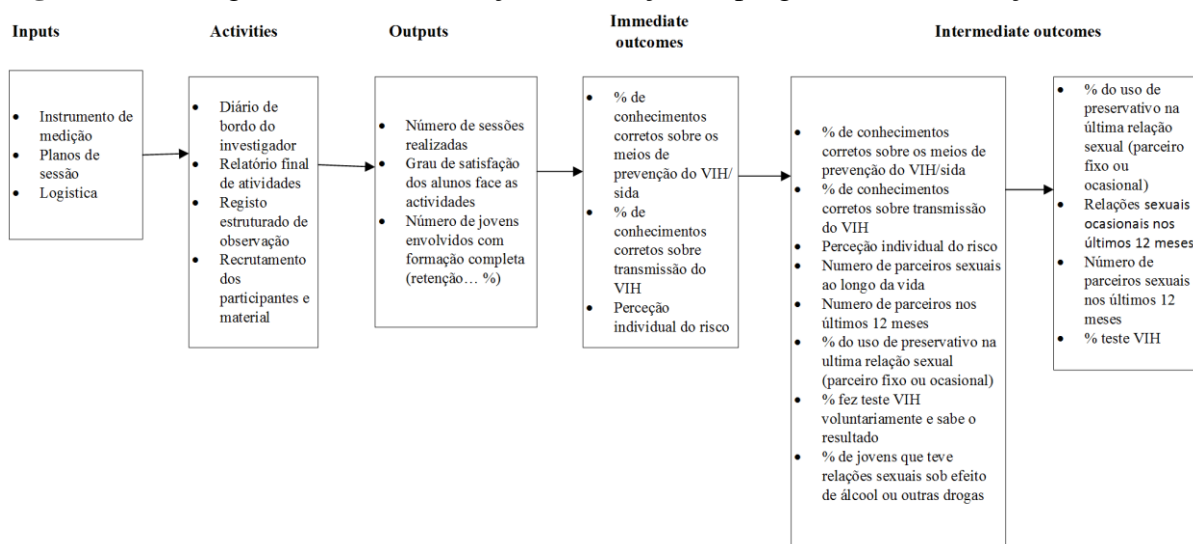 Inputs
Activities
Outputs
Immediate
outcomes
Intermediate outcomes
• Instrumento de
medição
• Planos de
sessão
• Logistica
• Diário de
bordo do
investigador
• Relatório final
de atividades
• Registo
estruturado de
observação
• Recrutamento
dos
participantes e
material
• Número de sessões
realizadas
• Grau de satisfação
dos alunos face as
actividades
• Número de jovens
envolvidos com
formação completa
(retenção… %)
• % de
conhecimentos
corretos sobre os
meios de
prevenção do VIH/
sida
• % de
conhecimentos
corretos sobre
transmissão do
VIH
• Perceção
individual do risco
• % de conhecimentos
corretos sobre os meios de
prevenção do VIH/sida
• % de conhecimentos
corretos sobre transmissão
do VIH
• Perceção individual do risco
• Numero de parceiros sexuais
ao longo da vida
• Numero de parceiros nos
últimos 12 meses
• % do uso de preservativo na
ultima relação sexual
(parceiro fixo ou ocasional)
• % fez teste VIH
voluntariamente e sabe o
resultado
• % de jovens que teve
relações sexuais sob efeito
de álcool ou outras drogas
• % do uso de
preservativo na
última relação
sexual (parceiro
fixo ou
ocasional)
• Relações sexuais
ocasionais nos
últimos 12 meses
• Número de
parceiros sexuais
nos últimos 12
meses
• % teste VIH